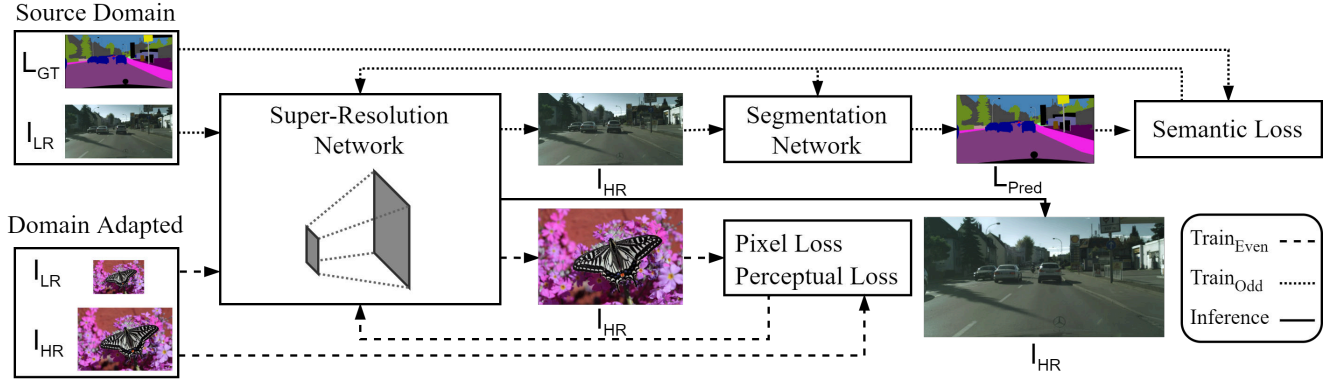 Source Domain
L_GT
I_LR
Super-Resolution
Network
I_HR
Segmentation
Network
L_Pred
Semantic Loss
Domain Adapted
I_LR
I_HR
I_HR
Pixel Loss
Perceptual Loss
I_HR
Train_Even
Train_Odd
Inference